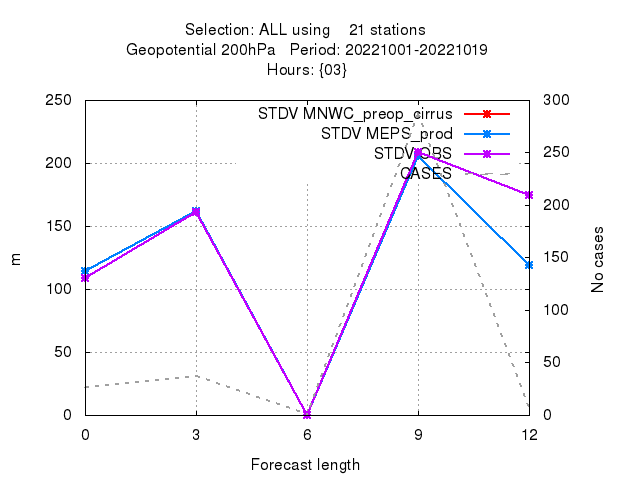 Selection: ALL using    21 stations
Geopotential 200hPa   Period: 20221001-20221019
Hours: {03}
250 300
STDV MNWC_preop_cirrus
STDV MEPS_prod
STDV OBS
CASES
200 250
150 200
m 150 No cases
100 100
50 50
0 0
0 3 6 9 12
Forecast length